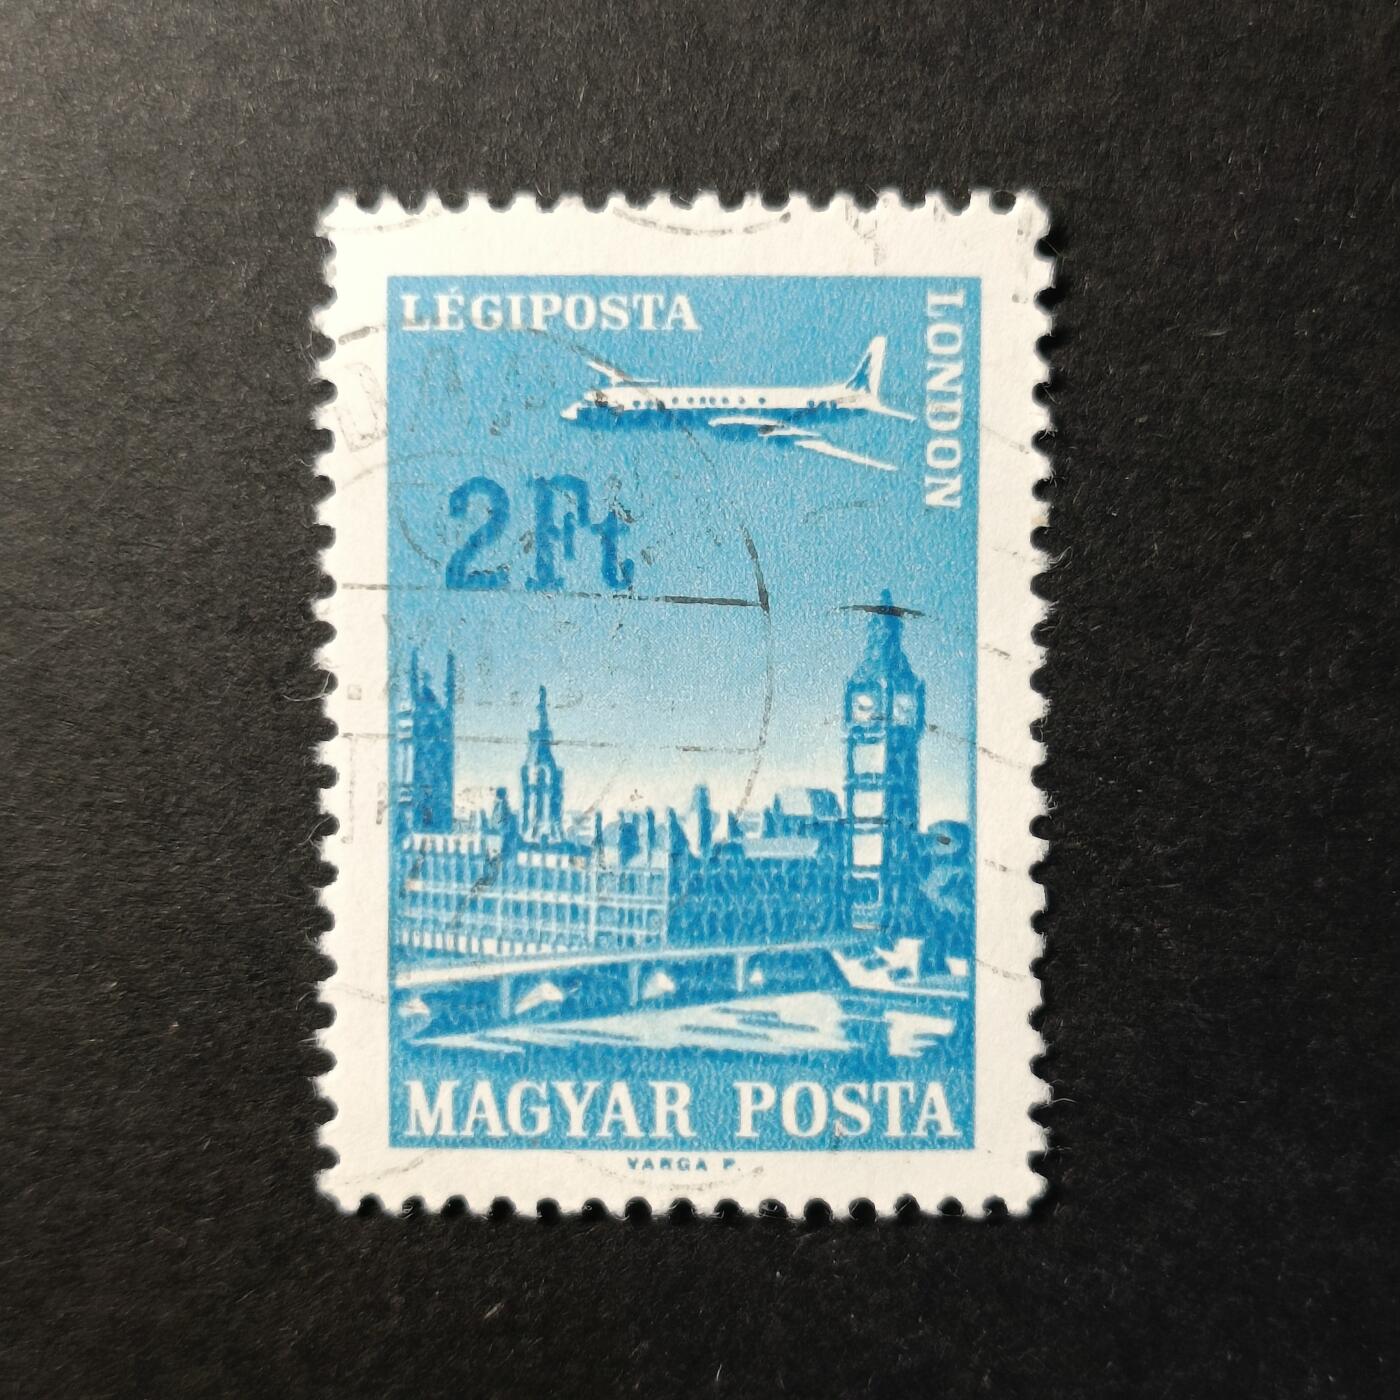 LÉGIPOSTA
LONDON
2Ft
MAGYAR POSTA
VARGA P.